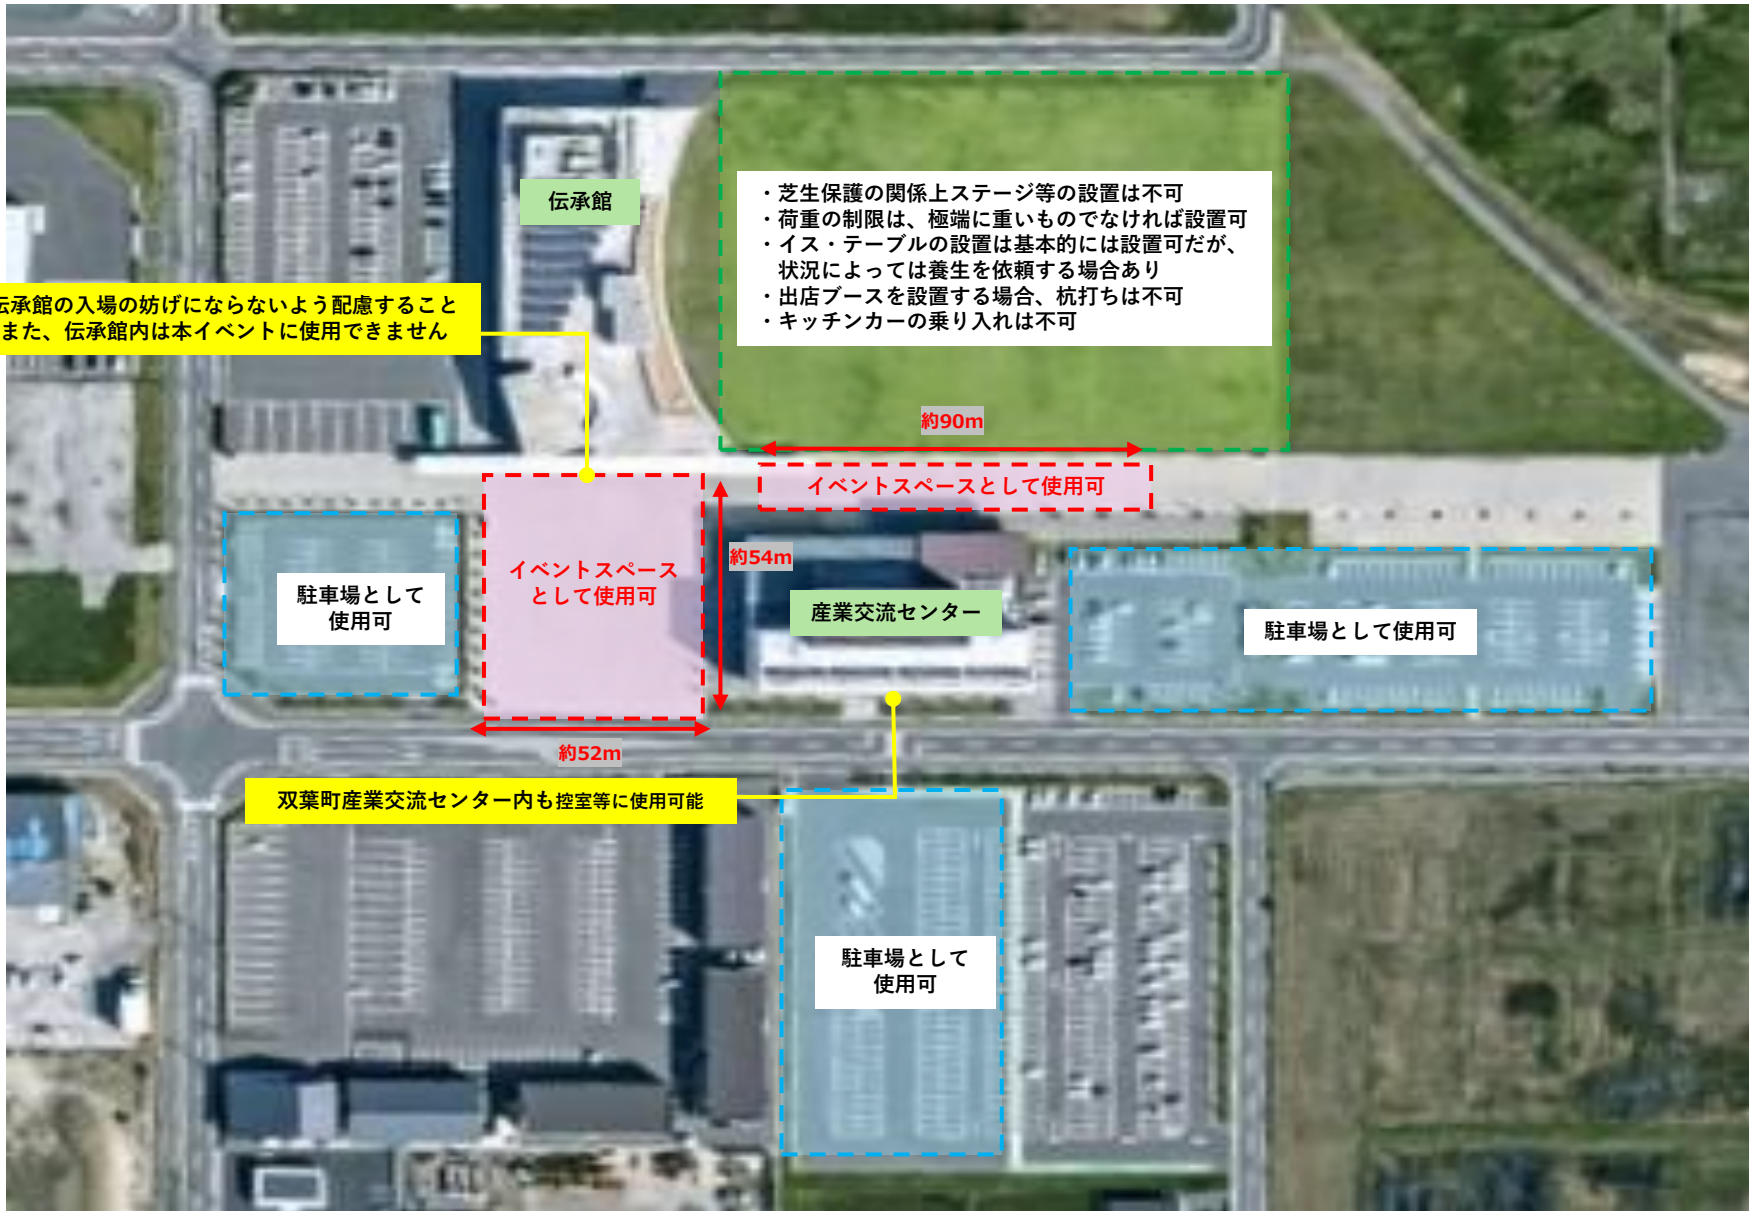 伝承館
・芝生保護の関係上ステージ等の設置は不可
・荷重の制限は、極端に重いものでなければ設置可
・イス・テーブルの設置は基本的には設置可だが、
状況によっては養生を依頼する場合あり
・出店ブースを設置する場合、杭打ちは不可
・キッチンカーの乗り入れは不可
伝承館の入場の妨げにならないよう配慮すること
また、伝承館内は本イベントに使用できません
約90m
イベントスペースとして使用可
約54m
イベントスペース
として使用可
駐車場として
使用可
産業交流センター
駐車場として使用可
約52m
双葉町産業交流センター内も控室等に使用可能
駐車場として
使用可